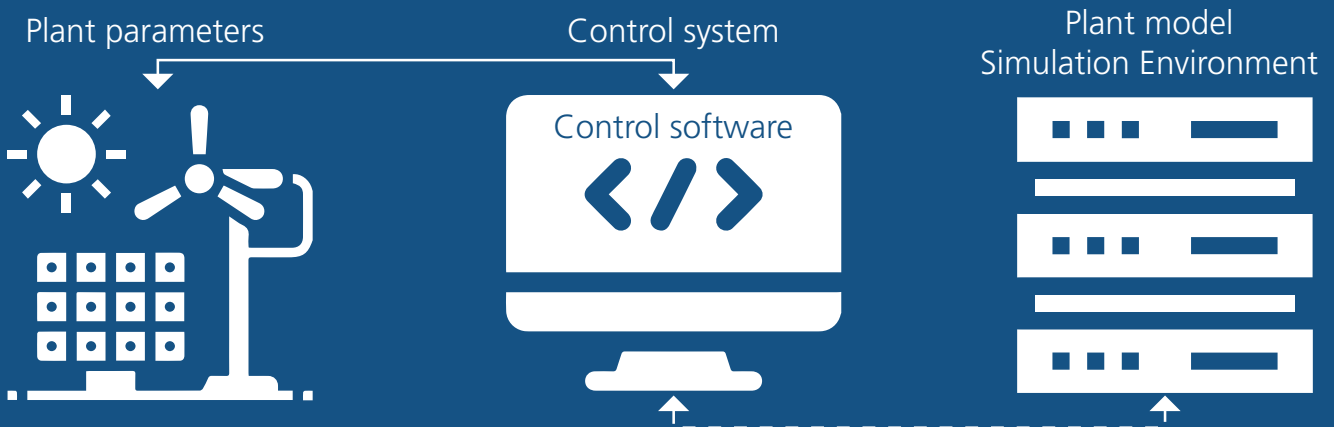 Plant parameters
Control system
Plant model
Simulation Environment
Control software
</>